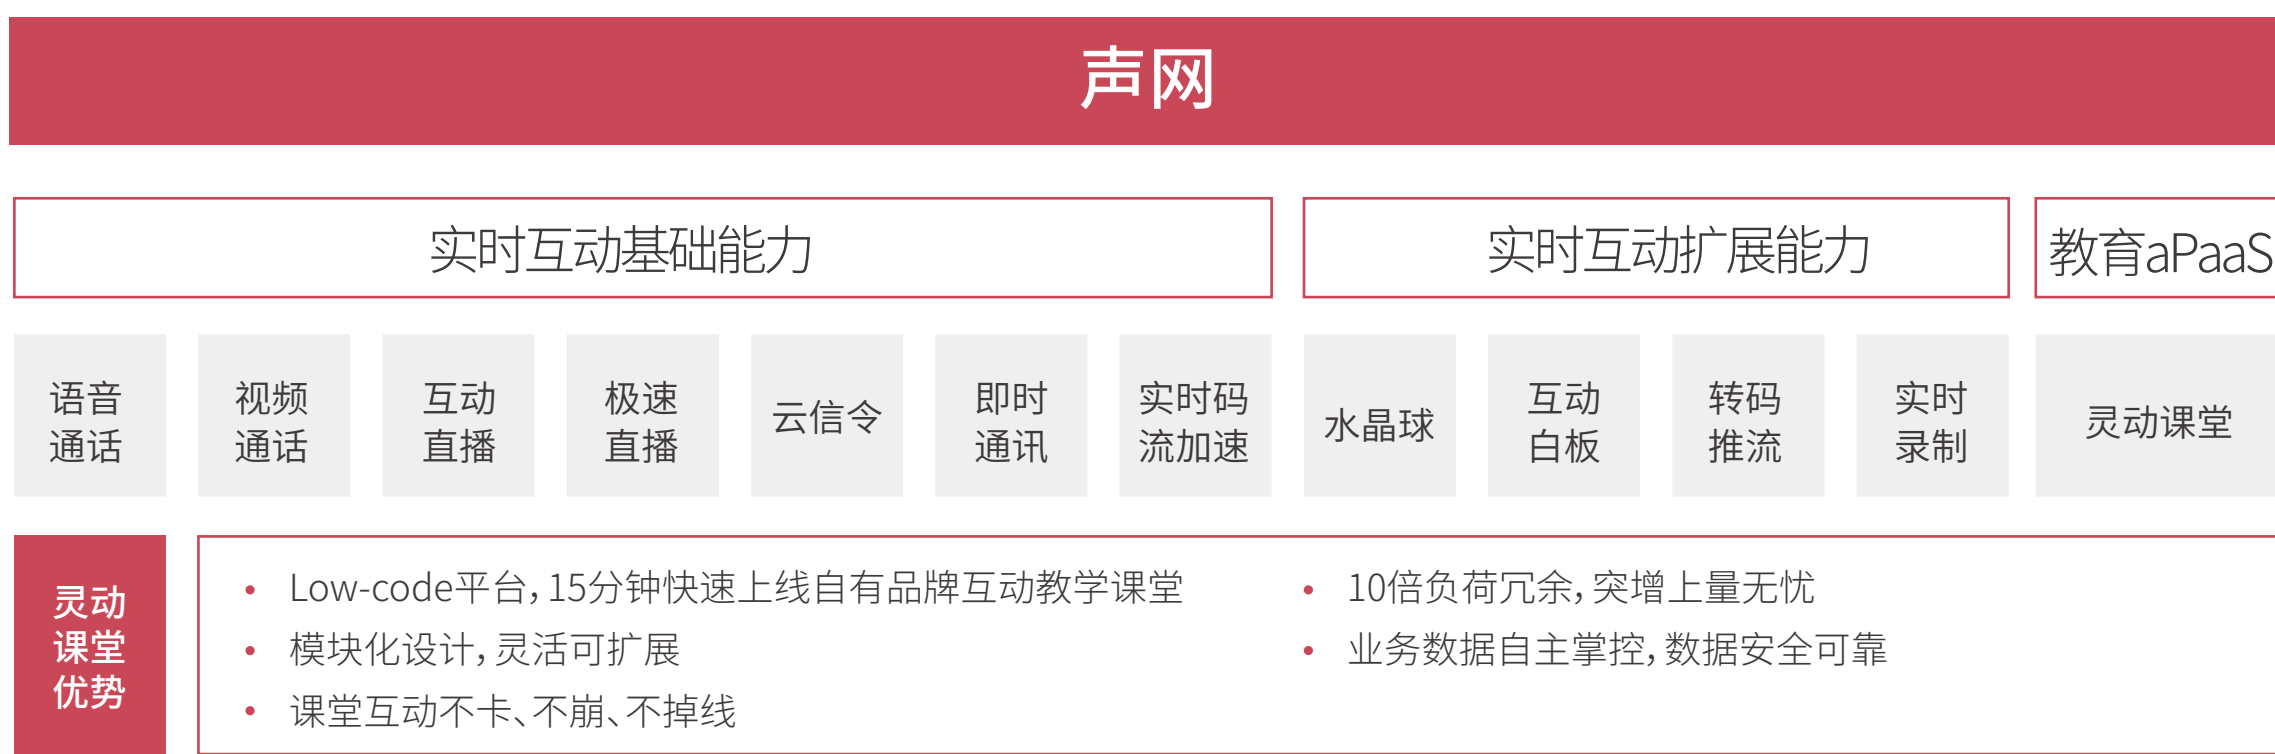 声网
实时互动基础能力
实时互动扩展能力
教育aPaaS
语音
通话
视频
通话
互动
直播
极速
直播
云信令
即时
通讯
实时码
流加速
水晶球
互动
白板
转码
推流
实时
录制
灵动课堂
灵动
课堂
优势
• Low-code平台，15分钟快速上线自有品牌互动教学课堂
• 模块化设计，灵活可扩展
• 课堂互动不卡、不崩、不掉线
• 10倍负荷冗余，突增上量无忧
• 业务数据自主掌控，数据安全可靠